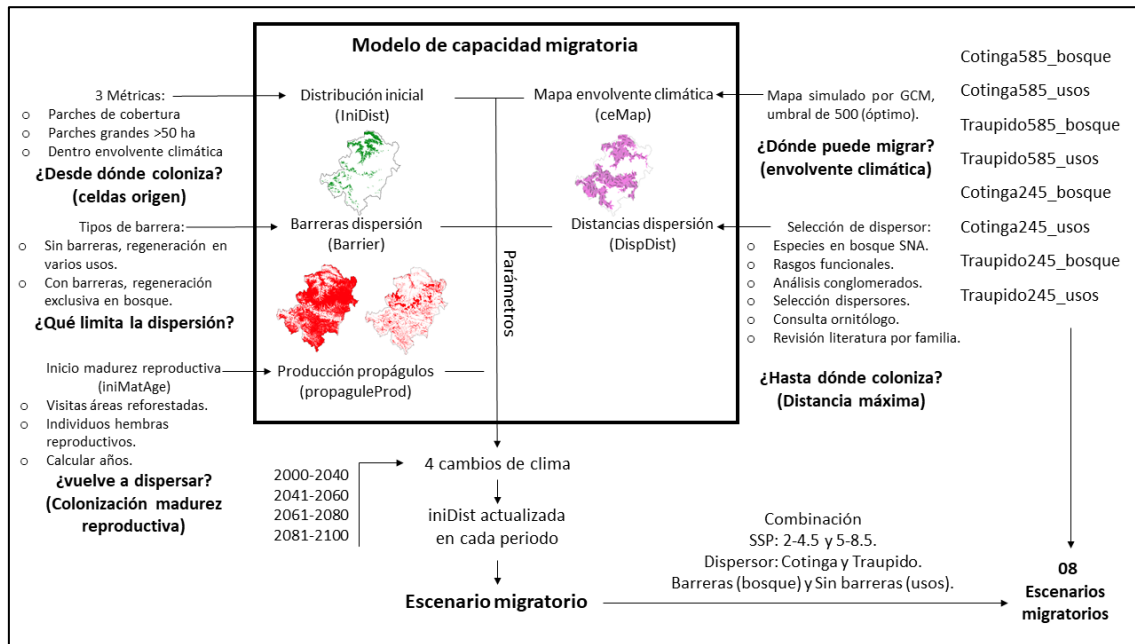 Modelo de capacidad migratoria
3 Métricas:
o Parches de cobertura
o Parches grandes >50 ha
o Dentro envolvente climática
¿Desde dónde coloniza?
(celdas origen)
Distribución inicial
(IniDist)
Mapa envolvente climática
(ceMap)
Mapa simulado por GCM,
umbral de 500 (óptimo).
¿Dónde puede migrar?
(envolvente climática)
Tipos de barrera:
o Sin barreras, regeneración en
varios usos.
o Con barreras, regeneración
exclusiva en bosque.
¿Qué limita la dispersión?
Barreras dispersión
(Barrier)
Distancias dispersión
(DispDist)
Selección de dispersor:
o Especies en bosque SNA.
o Rasgos funcionales.
o Análisis conglomerados.
o Selección dispersores.
o Consulta ornitólogo.
o Revisión literatura por familia.
¿Hasta dónde coloniza?
(Distancia máxima)
Parámetros
Inicio madurez reproductiva
(iniMatAge)
o Visitas áreas reforestadas.
o Individuos hembras
reproductivos.
o Calcular años.
¿vuelve a dispersar?
(Colonización madurez
reproductiva)
Producción propágulos
(propaguleProd)
2000-2040
2041-2060
2061-2080
2081-2100
4 cambios de clima
iniDist actualizada
en cada periodo
Escenario migratorio
Combinación
SSP: 2-4.5 y 5-8.5.
Dispersor: Cotinga y Traupido.
Barreras (bosque) y Sin barreras (usos).
Cotinga585_bosque
Cotinga585_usos
Traupido585_bosque
Traupido585_usos
Cotinga245_bosque
Cotinga245_usos
Traupido245_bosque
Traupido245_usos
08
Escenarios
migratorios